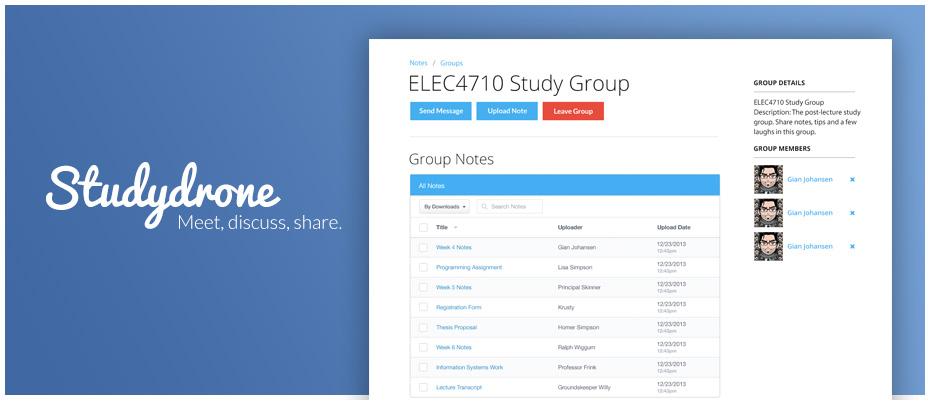 Studydrone
Meet, discuss, share.
Notes / Groups
ELEC4710 Study Group
Send Message Upload Note Leave Group
Group Notes
All Notes
By Downloads Search Notes
Title Uploader Upload Date
Week 4 Notes Gian Johansen 12/23/2013
12:43pm
Programming Assignment Lisa Simpson 12/23/2013
12:43pm
Week 5 Notes Principal Skinner 12/23/2013
12:43pm
Registration Form Krusty 12/23/2013
12:43pm
Thesis Proposal Homer Simpson 12/23/2013
12:43pm
Week 6 Notes Ralph Wiggum 12/23/2013
12:43pm
Information Systems Work Professor Frink 12/23/2013
12:43pm
Lecture Transcript Groundskeeper Willy 12/23/2013
12:43pm
GROUP DETAILS
ELEC4710 Study Group
Description: The post-lecture study
group. Share notes, tips and a few
laughs in this group.
GROUP MEMBERS
Gian Johansen
Gian Johansen
Gian Johansen